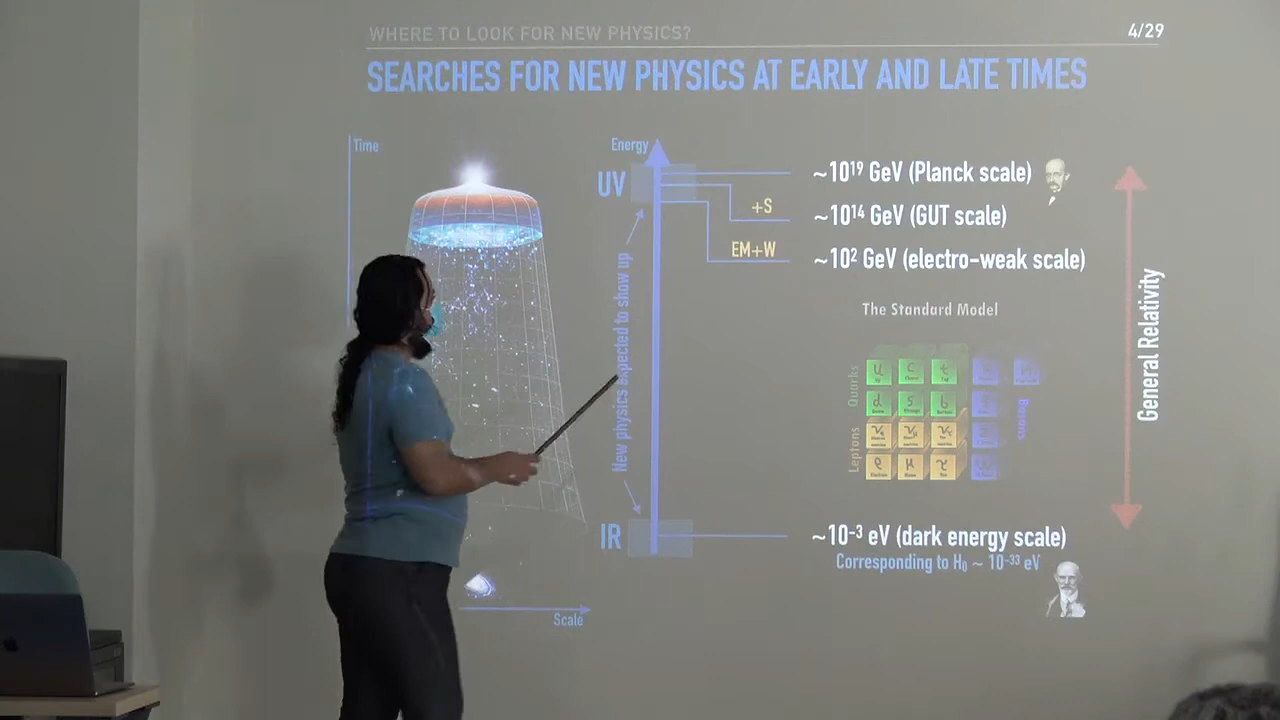 WHERE TO LOOK FOR NEW PHYSICS?
4/29
SEARCHES FOR NEW PHYSICS AT EARLY AND LATE TIMES
Time
Energy
UV
~10¹⁹ GeV (Planck scale)
+S
~10¹⁴ GeV (GUT scale)
EM+W
~10² GeV (electro-weak scale)
New physics expected to show up
General Relativity
The Standard Model
Quarks
Leptons
Bosons
u c t
d s b
νe νμ ντ
e μ τ
IR
~10⁻³ eV (dark energy scale)
Corresponding to H₀ ~ 10⁻³³ eV
Scale